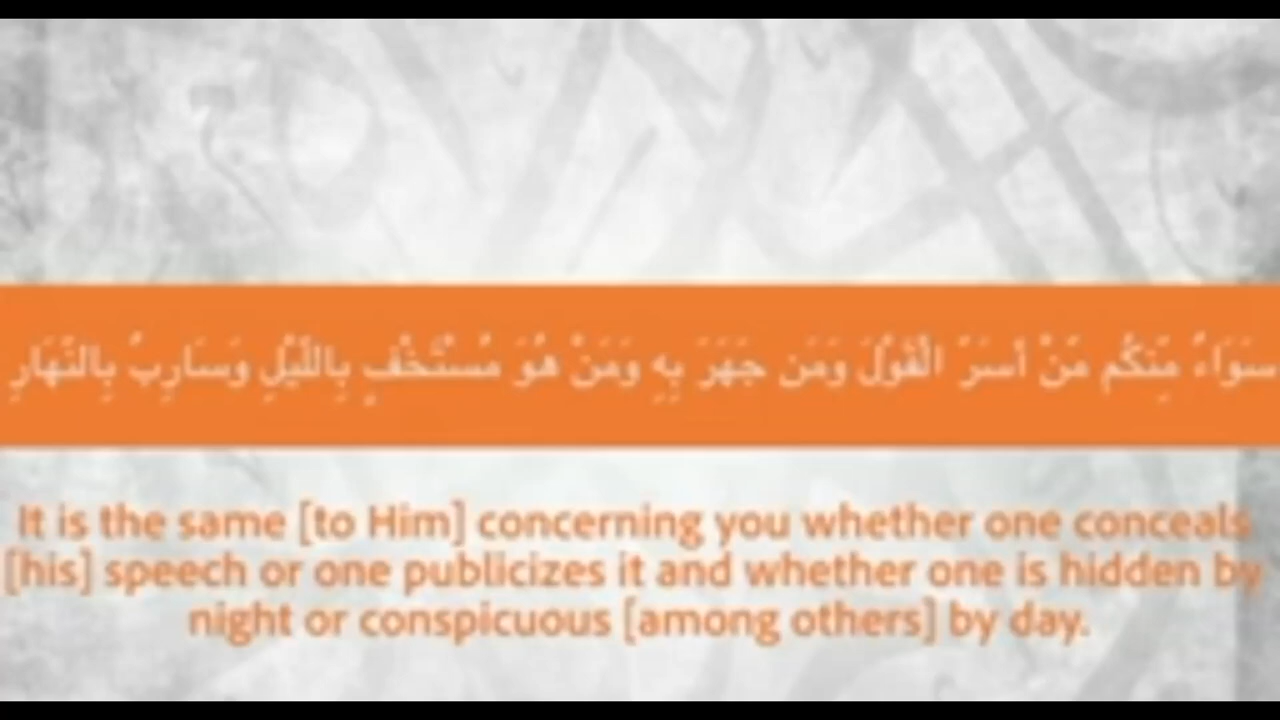 سَوَاءٌ مِّنكُم مَّنْ أَسَرَّ الْقَوْلَ وَمَن جَهَرَ بِهِ وَمَنْ هُوَ مُسْتَخْفٍ بِاللَّيْلِ وَسَارِبٌ بِالنَّهَارِ
It is the same [to Him] concerning you whether one conceals
[his] speech or one publicizes it and whether one is hidden by
night or conspicuous [among others] by day.